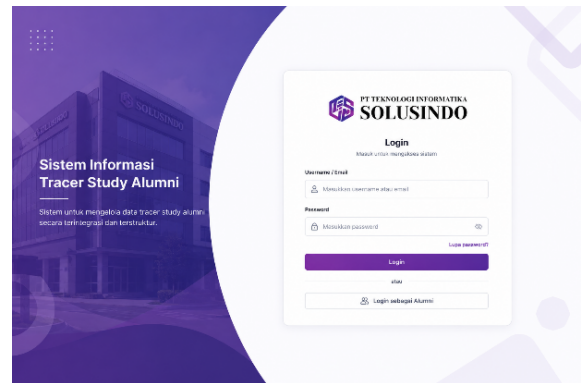 SOLUSINDO
Sistem Informasi
Tracer Study Alumni
Sistem untuk mengelola data tracer study alumni
secara terintegrasi dan terstruktur.
PT TEKNOLOGI INFORMATIKA
SOLUSINDO
Login
Masuk untuk mengakses sistem
Username / Email
Masukkan username atau email
Password
Masukkan password
Lupa password?
Login
atau
Login sebagai Alumni